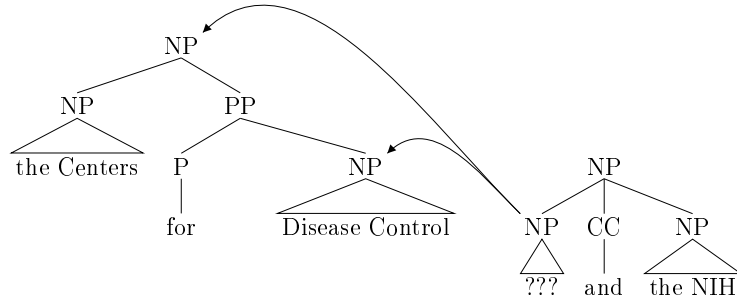 NP
NP PP
the Centers P NP NP
for Disease Control NP CC NP
??? and the NIH